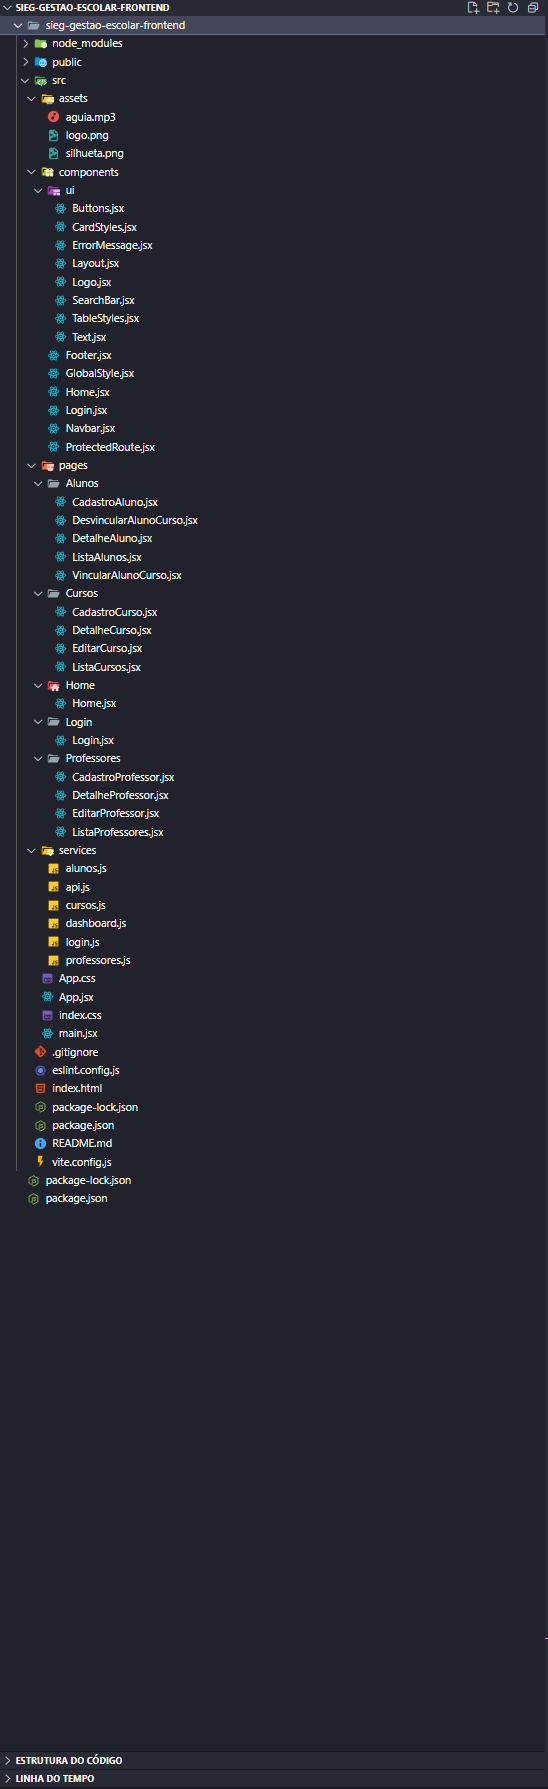 SIEG-GESTAO-ESCOLAR-FRONTEND
sieg-gestao-escolar-frontend
node_modules
public
src
assets
aguia.mp3
logo.png
silhueta.png
components
ui
Buttons.jsx
CardStyles.jsx
ErrorMessage.jsx
Layout.jsx
Logo.jsx
SearchBar.jsx
TableStyles.jsx
Text.jsx
Footer.jsx
GlobalStyle.jsx
Home.jsx
Login.jsx
Navbar.jsx
ProtectedRoute.jsx
pages
Alunos
CadastroAluno.jsx
DesvincularAlunoCurso.jsx
DetalheAluno.jsx
ListaAlunos.jsx
VincularAlunoCurso.jsx
Cursos
CadastroCurso.jsx
DetalheCurso.jsx
EditarCurso.jsx
ListaCursos.jsx
Home
Home.jsx
Login
Login.jsx
Professores
CadastroProfessor.jsx
DetalheProfessor.jsx
EditarProfessor.jsx
ListaProfessores.jsx
services
alunos.js
api.js
cursos.js
dashboard.js
login.js
professores.js
App.css
App.jsx
index.css
main.jsx
.gitignore
eslint.config.js
index.html
package-lock.json
package.json
README.md
vite.config.js
package-lock.json
package.json
ESTRUTURA DO CÓDIGO
LINHA DO TEMPO